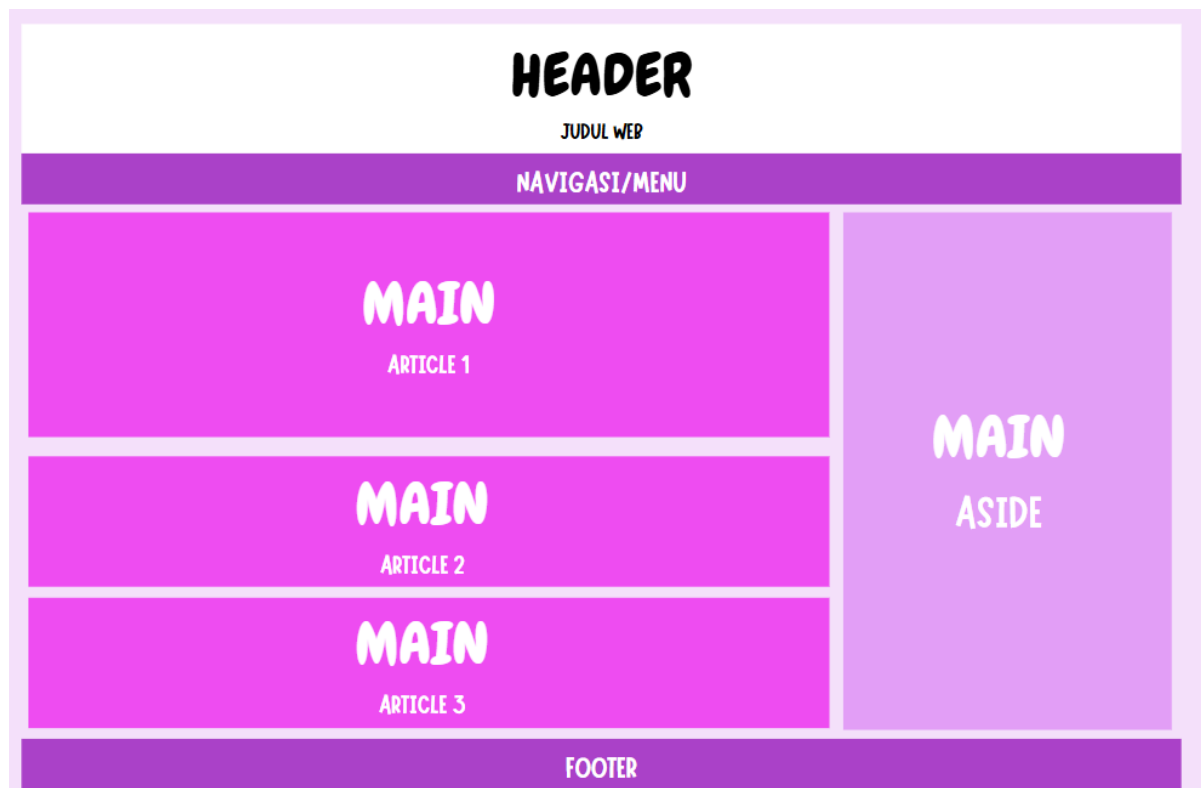 HEADER
JUDUL WEB
NAVIGASI/MENU
MAIN
ARTICLE 1
MAIN
ARTICLE 2
MAIN
ARTICLE 3
MAIN
ASIDE
FOOTER